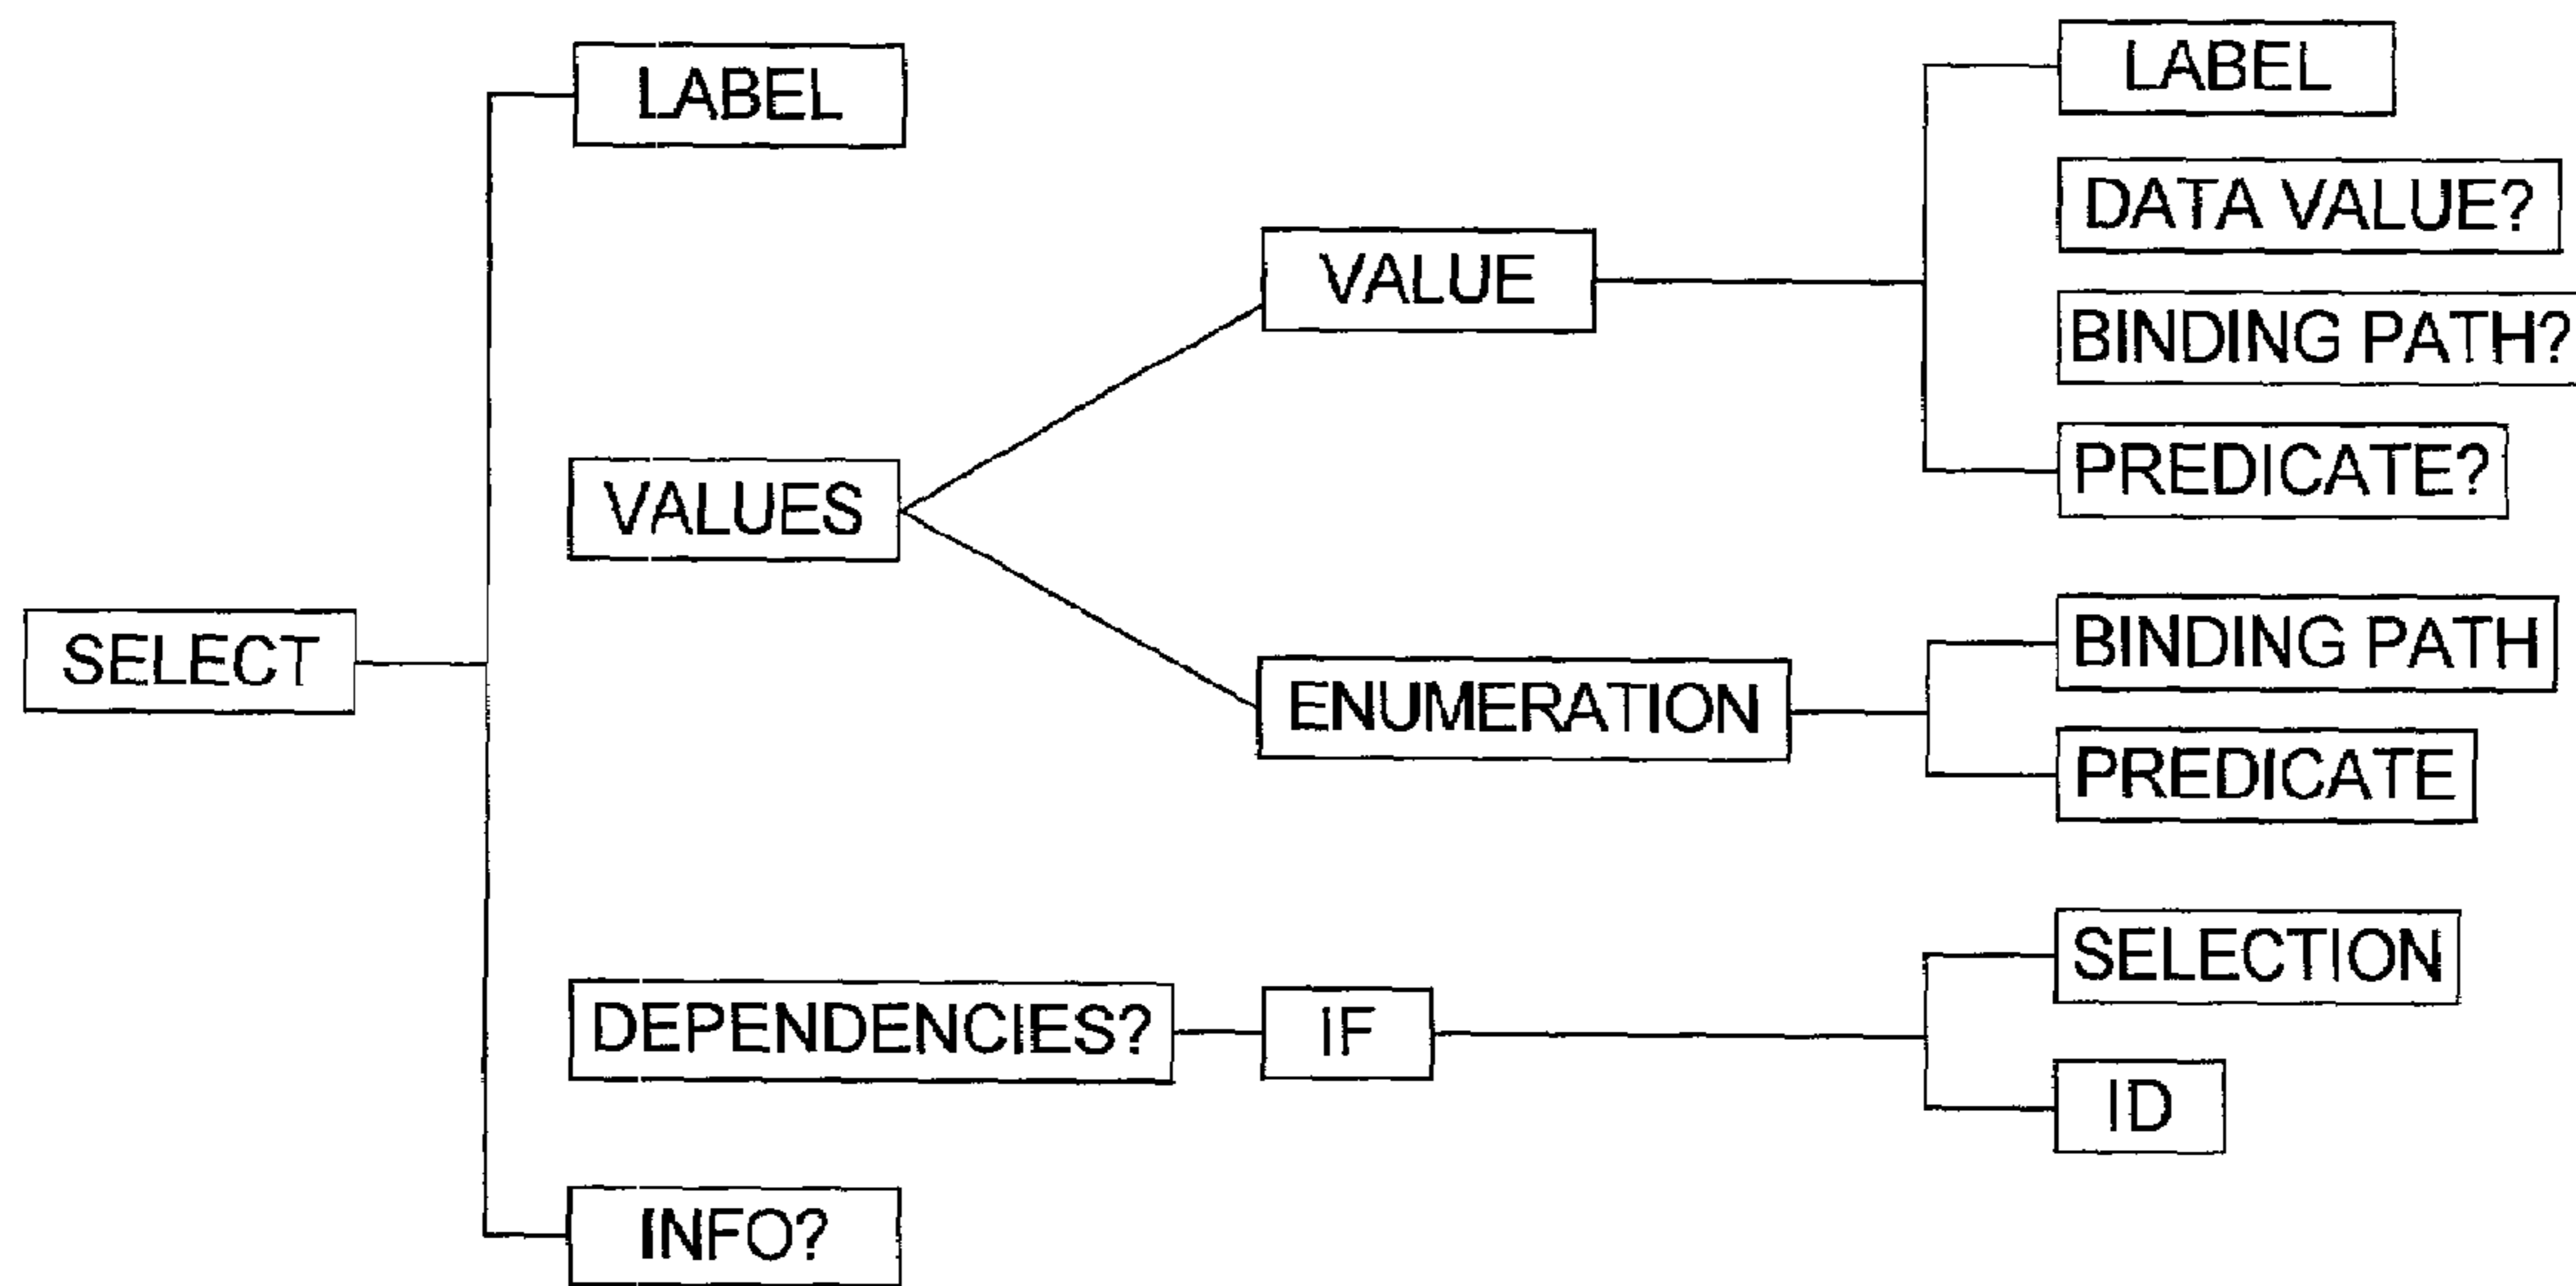 LABEL
LABEL
DATA VALUE?
VALUE
BINDING PATH?
PREDICATE?
VALUES
SELECT
BINDING PATH
ENUMERATION
PREDICATE
SELECTION
DEPENDENCIES?
IF
ID
INFO?